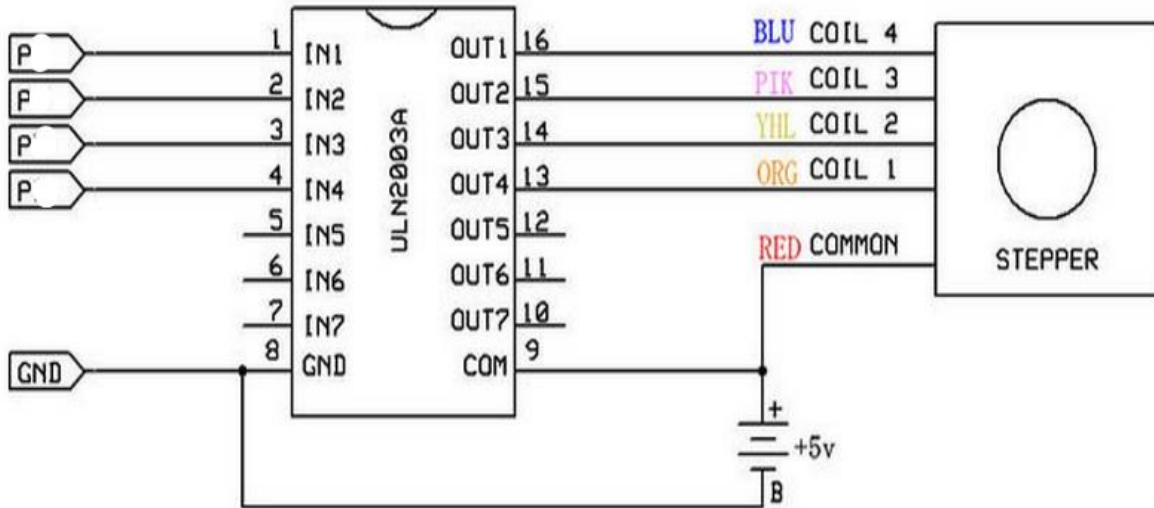 P 1 IN1 OUT1 16 BLU COIL 4
P 2 IN2 OUT2 15 PIK COIL 3
P 3 IN3 OUT3 14 YHL COIL 2
P 4 IN4 OUT4 13 ORG COIL 1
5 IN5 OUT5 12
6 IN6 OUT6 11
7 IN7 OUT7 10
GND 8 GND COM 9
ULN2003A
RED COMMON
STEPPER
+
+5v
B